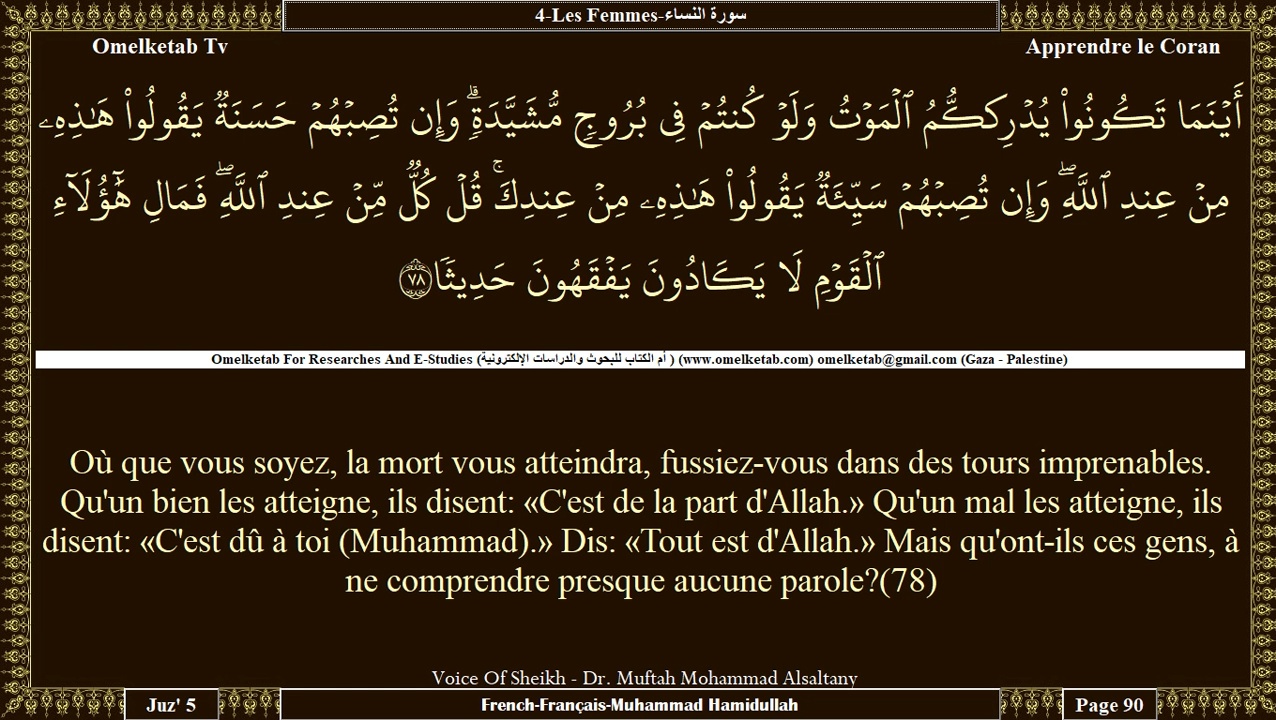 4-Les Femmes-سورة النساء
Omelketab Tv
Apprendre le Coran
أَيۡنَمَا تَكُونُواْ يُدۡرِككُّمُ ٱلۡمَوۡتُ وَلَوۡ كُنتُمۡ فِي بُرُوجٖ مُّشَيَّدَةٖۗ وَإِن تُصِبۡهُمۡ حَسَنَةٞ يَقُولُواْ هَٰذِهِۦ
مِنۡ عِندِ ٱللَّهِۖ وَإِن تُصِبۡهُمۡ سَيِّئَةٞ يَقُولُواْ هَٰذِهِۦ مِنۡ عِندِكَۚ قُلۡ كُلّٞ مِّنۡ عِندِ ٱللَّهِۖ فَمَالِ هَٰٓؤُلَآءِ
ٱلۡقَوۡمِ لَا يَكَادُونَ يَفۡقَهُونَ حَدِيثٗا ٧٨
Omelketab For Researches And E-Studies (أم الكتاب للبحوث والدراسات الإلكترونية ) (www.omelketab.com) omelketab@gmail.com (Gaza - Palestine)
Où que vous soyez, la mort vous atteindra, fussiez-vous dans des tours imprenables.
Qu'un bien les atteigne, ils disent: «C'est de la part d'Allah.» Qu'un mal les atteigne, ils
disent: «C'est dû à toi (Muhammad).» Dis: «Tout est d'Allah.» Mais qu'ont-ils ces gens, à
ne comprendre presque aucune parole?(78)
Voice Of Sheikh - Dr. Muftah Mohammad Alsaltany
Juz' 5
French-Français-Muhammad Hamidullah
Page 90